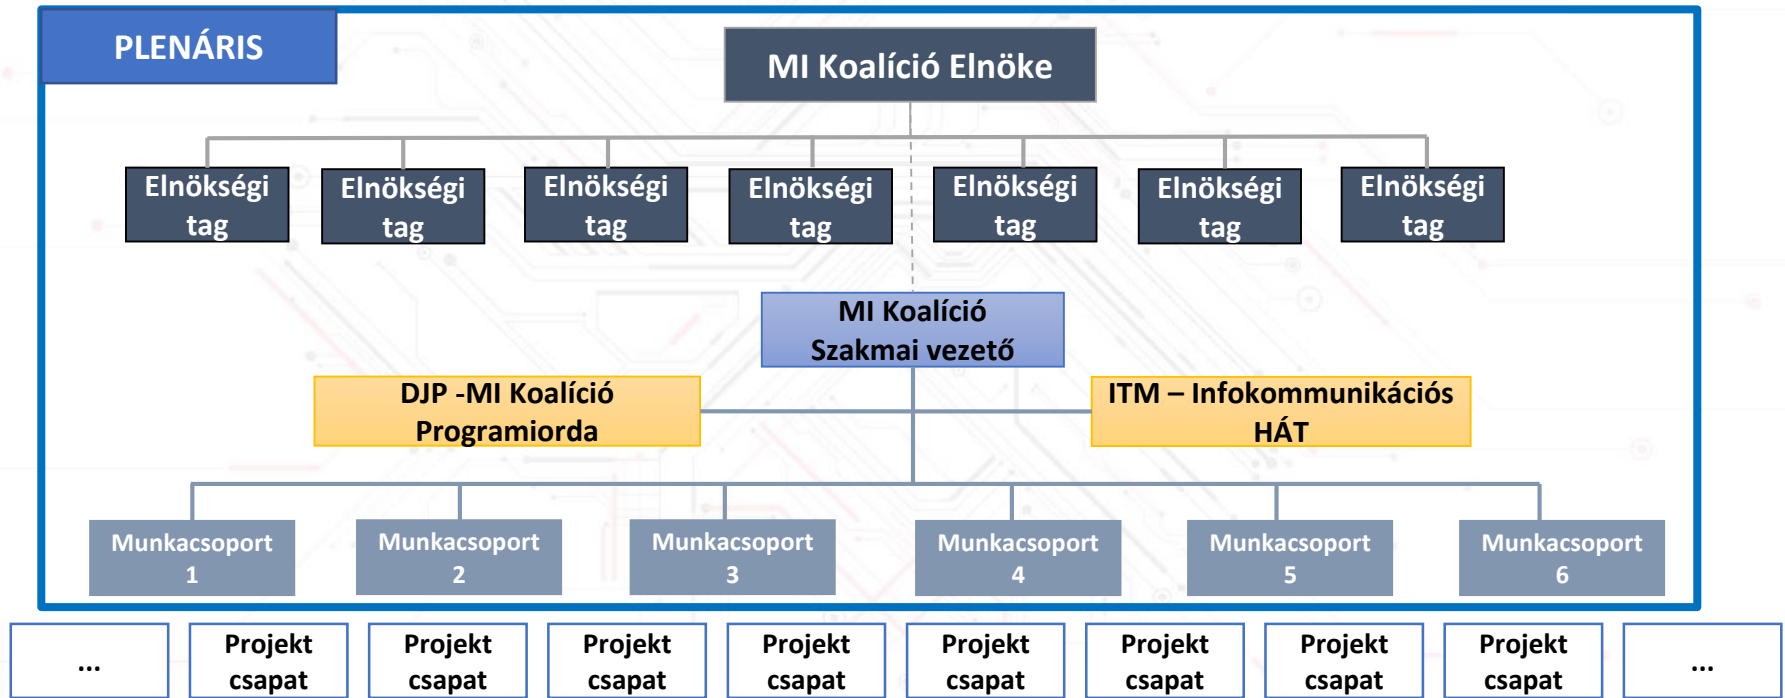 PLENÁRIS
MI Koalíció Elnöke
Elnökségi
tag
Elnökségi
tag
Elnökségi
tag
Elnökségi
tag
Elnökségi
tag
Elnökségi
tag
Elnökségi
tag
MI Koalíció
Szakmai vezető
DJP -MI Koalíció
Programiorda
ITM – Infokommunikációs
HÁT
Munkacsoport
1
Munkacsoport
2
Munkacsoport
3
Munkacsoport
4
Munkacsoport
5
Munkacsoport
6
...
Projekt
csapat
Projekt
csapat
Projekt
csapat
Projekt
csapat
Projekt
csapat
Projekt
csapat
Projekt
csapat
Projekt
csapat
...